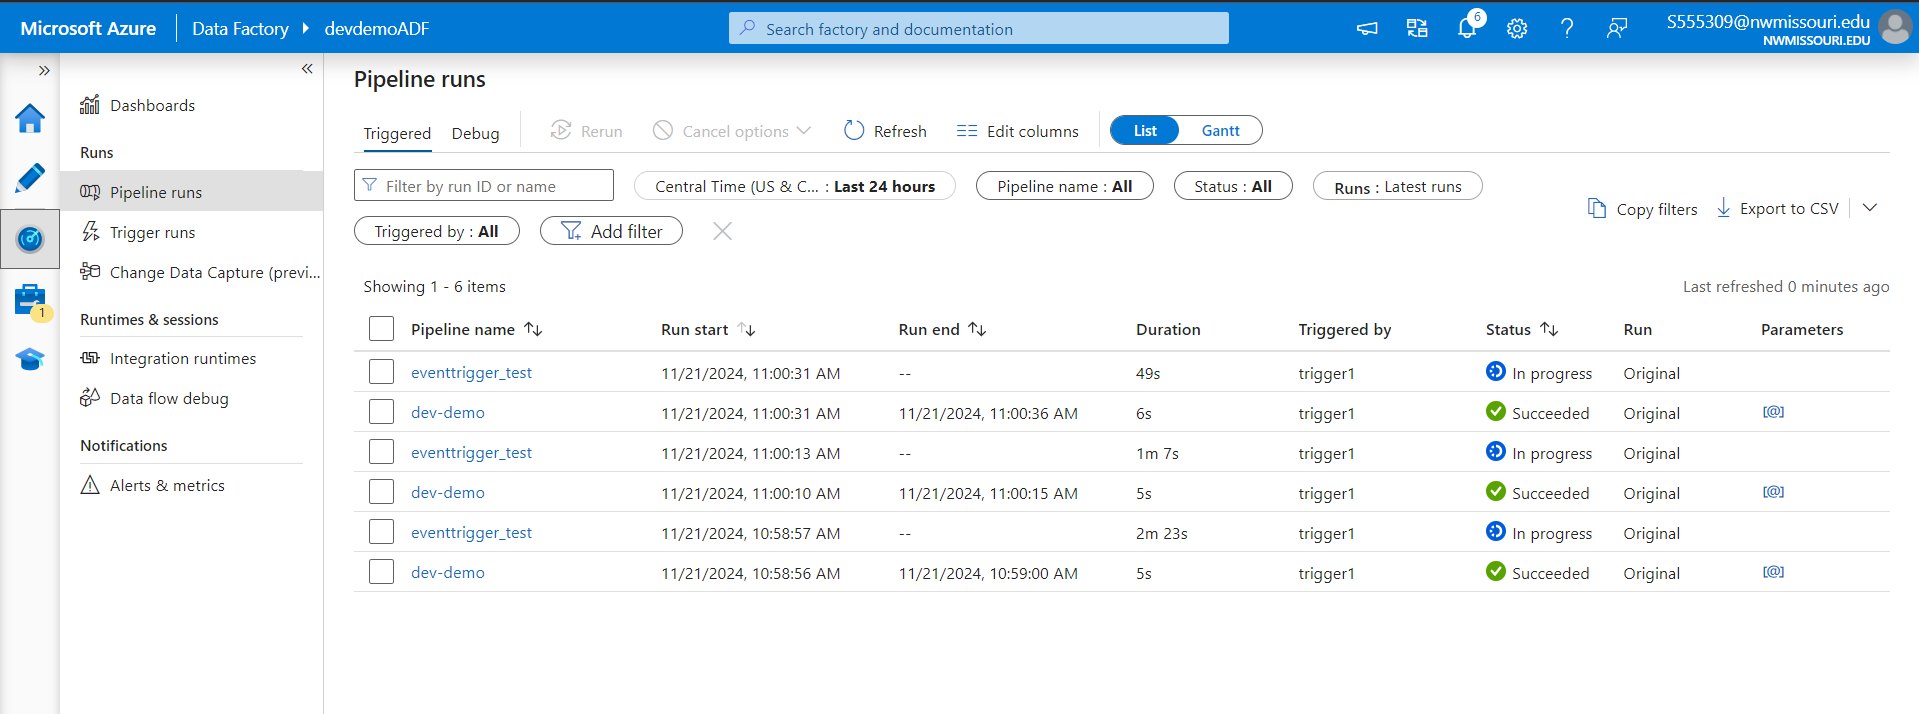 Microsoft Azure Data Factory devdemoADF Search factory and documentation 6 S555309@nwmissouri.edu
NWMISSOURI.EDU
Dashboards
Runs
Pipeline runs
Trigger runs
Change Data Capture (previ...
Runtimes & sessions
Integration runtimes
Data flow debug
Notifications
Alerts & metrics
1
Pipeline runs
Triggered Debug Rerun Cancel options Refresh Edit columns List Gantt
Filter by run ID or name Central Time (US & C... : Last 24 hours Pipeline name : All Status : All Runs : Latest runs
Triggered by : All Add filter
Copy filters Export to CSV
Showing 1 - 6 items Last refreshed 0 minutes ago
Pipeline name Run start Run end Duration Triggered by Status Run Parameters
eventtrigger_test 11/21/2024, 11:00:31 AM -- 49s trigger1 In progress Original
dev-demo 11/21/2024, 11:00:31 AM 11/21/2024, 11:00:36 AM 6s trigger1 Succeeded Original [@]
eventtrigger_test 11/21/2024, 11:00:13 AM -- 1m 7s trigger1 In progress Original
dev-demo 11/21/2024, 11:00:10 AM 11/21/2024, 11:00:15 AM 5s trigger1 Succeeded Original [@]
eventtrigger_test 11/21/2024, 10:58:57 AM -- 2m 23s trigger1 In progress Original
dev-demo 11/21/2024, 10:58:56 AM 11/21/2024, 10:59:00 AM 5s trigger1 Succeeded Original [@]